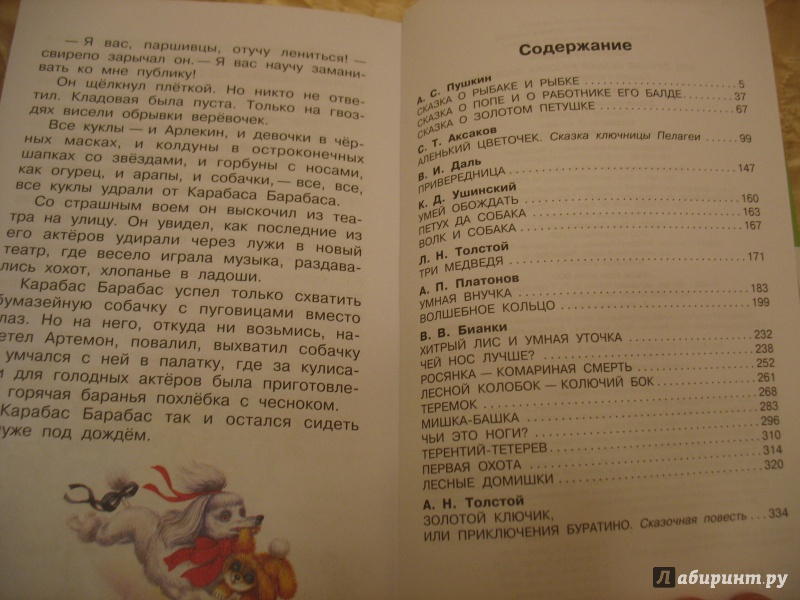 — Я вас, паршивцы, отучу лениться! —
свирепо зарычал он. — Я вас научу замани-
вать ко мне публику!
Он щёлкнул плёткой. Но никто не отве-
тил. Кладовая была пуста. Только на гвоз-
дях висели обрывки верёвочек.
Все куклы — и Арлекин, и девочки в чёр-
ных масках, и колдуны в остроконечных
шапках со звёздами, и горбуны с носами,
как огурец, и арапы, и собачки, — все, все,
все куклы удрали от Карабаса Барабаса.
Со страшным воем он выскочил из теа-
тра на улицу. Он увидел, как последние из
его актёров удирали через лужи в новый
театр, где весело играла музыка, раздава-
лись хохот, хлопанье в ладоши.
Карабас Барабас успел только схватить
бумазейную собачку с пуговицами вместо
лаз. Но на него, откуда ни возьмись, на-
етел Артемон, повалил, выхватил собачку
умчался с ней в палатку, где за кулиса-
и для голодных актёров была приготовле-
горячая баранья похлёбка с чесноком.
Карабас Барабас так и остался сидеть
уже под дождём.
Содержание
А. С. Пушкин
СКАЗКА О РЫБАКЕ И РЫБКЕ 5
СКАЗКА О ПОПЕ И О РАБОТНИКЕ ЕГО БАЛДЕ 37
СКАЗКА О ЗОЛОТОМ ПЕТУШКЕ 67
С. Т. Аксаков
АЛЕНЬКИЙ ЦВЕТОЧЕК. Сказка ключницы Пелагеи 99
В. И. Даль
ПРИВЕРЕДНИЦА 147
К. Д. Ушинский
УМЕЙ ОБОЖДАТЬ 160
ПЕТУХ ДА СОБАКА 163
ВОЛК И СОБАКА 167
Л. Н. Толстой
ТРИ МЕДВЕДЯ 171
А. П. Платонов
УМНАЯ ВНУЧКА 183
ВОЛШЕБНОЕ КОЛЬЦО 199
В. В. Бианки
ХИТРЫЙ ЛИС И УМНАЯ УТОЧКА 232
ЧЕЙ НОС ЛУЧШЕ? 238
РОСЯНКА — КОМАРИНАЯ СМЕРТЬ 252
ЛЕСНОЙ КОЛОБОК — КОЛЮЧИЙ БОК 261
ТЕРЕМОК 268
МИШКА-БАШКА 283
ЧЬИ ЭТО НОГИ? 296
ТЕРЕНТИЙ-ТЕТЕРЕВ 310
ПЕРВАЯ ОХОТА 314
ЛЕСНЫЕ ДОМИШКИ 320
А. Н. Толстой
ЗОЛОТОЙ КЛЮЧИК,
ИЛИ ПРИКЛЮЧЕНИЯ БУРАТИНО. Сказочная повесть ... 334
Лабиринт.ру